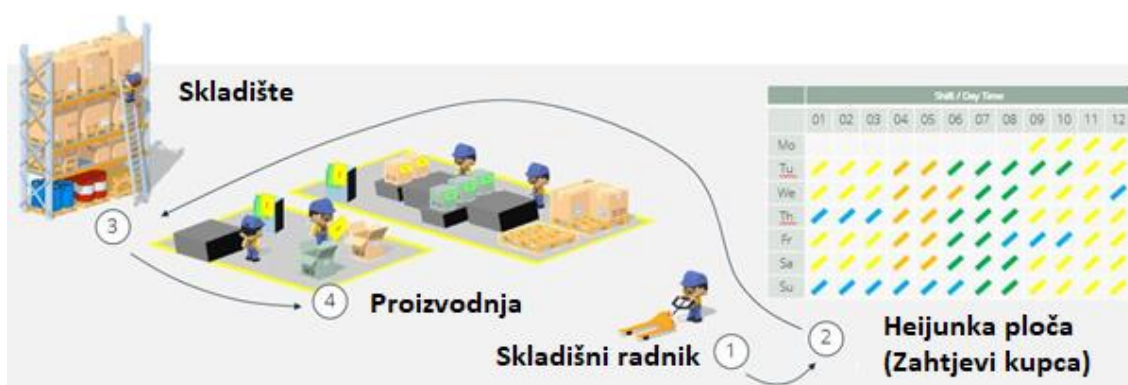 Skladište
Shift / Day Time
01 02 03 04 05 06 07 08 09 10 11 12
Mo
Tu
We
Th
Fr
Sa
Su
3
4
Proizvodnja
Skladišni radnik
1
2
Heijunka ploča
(Zahtjevi kupca)